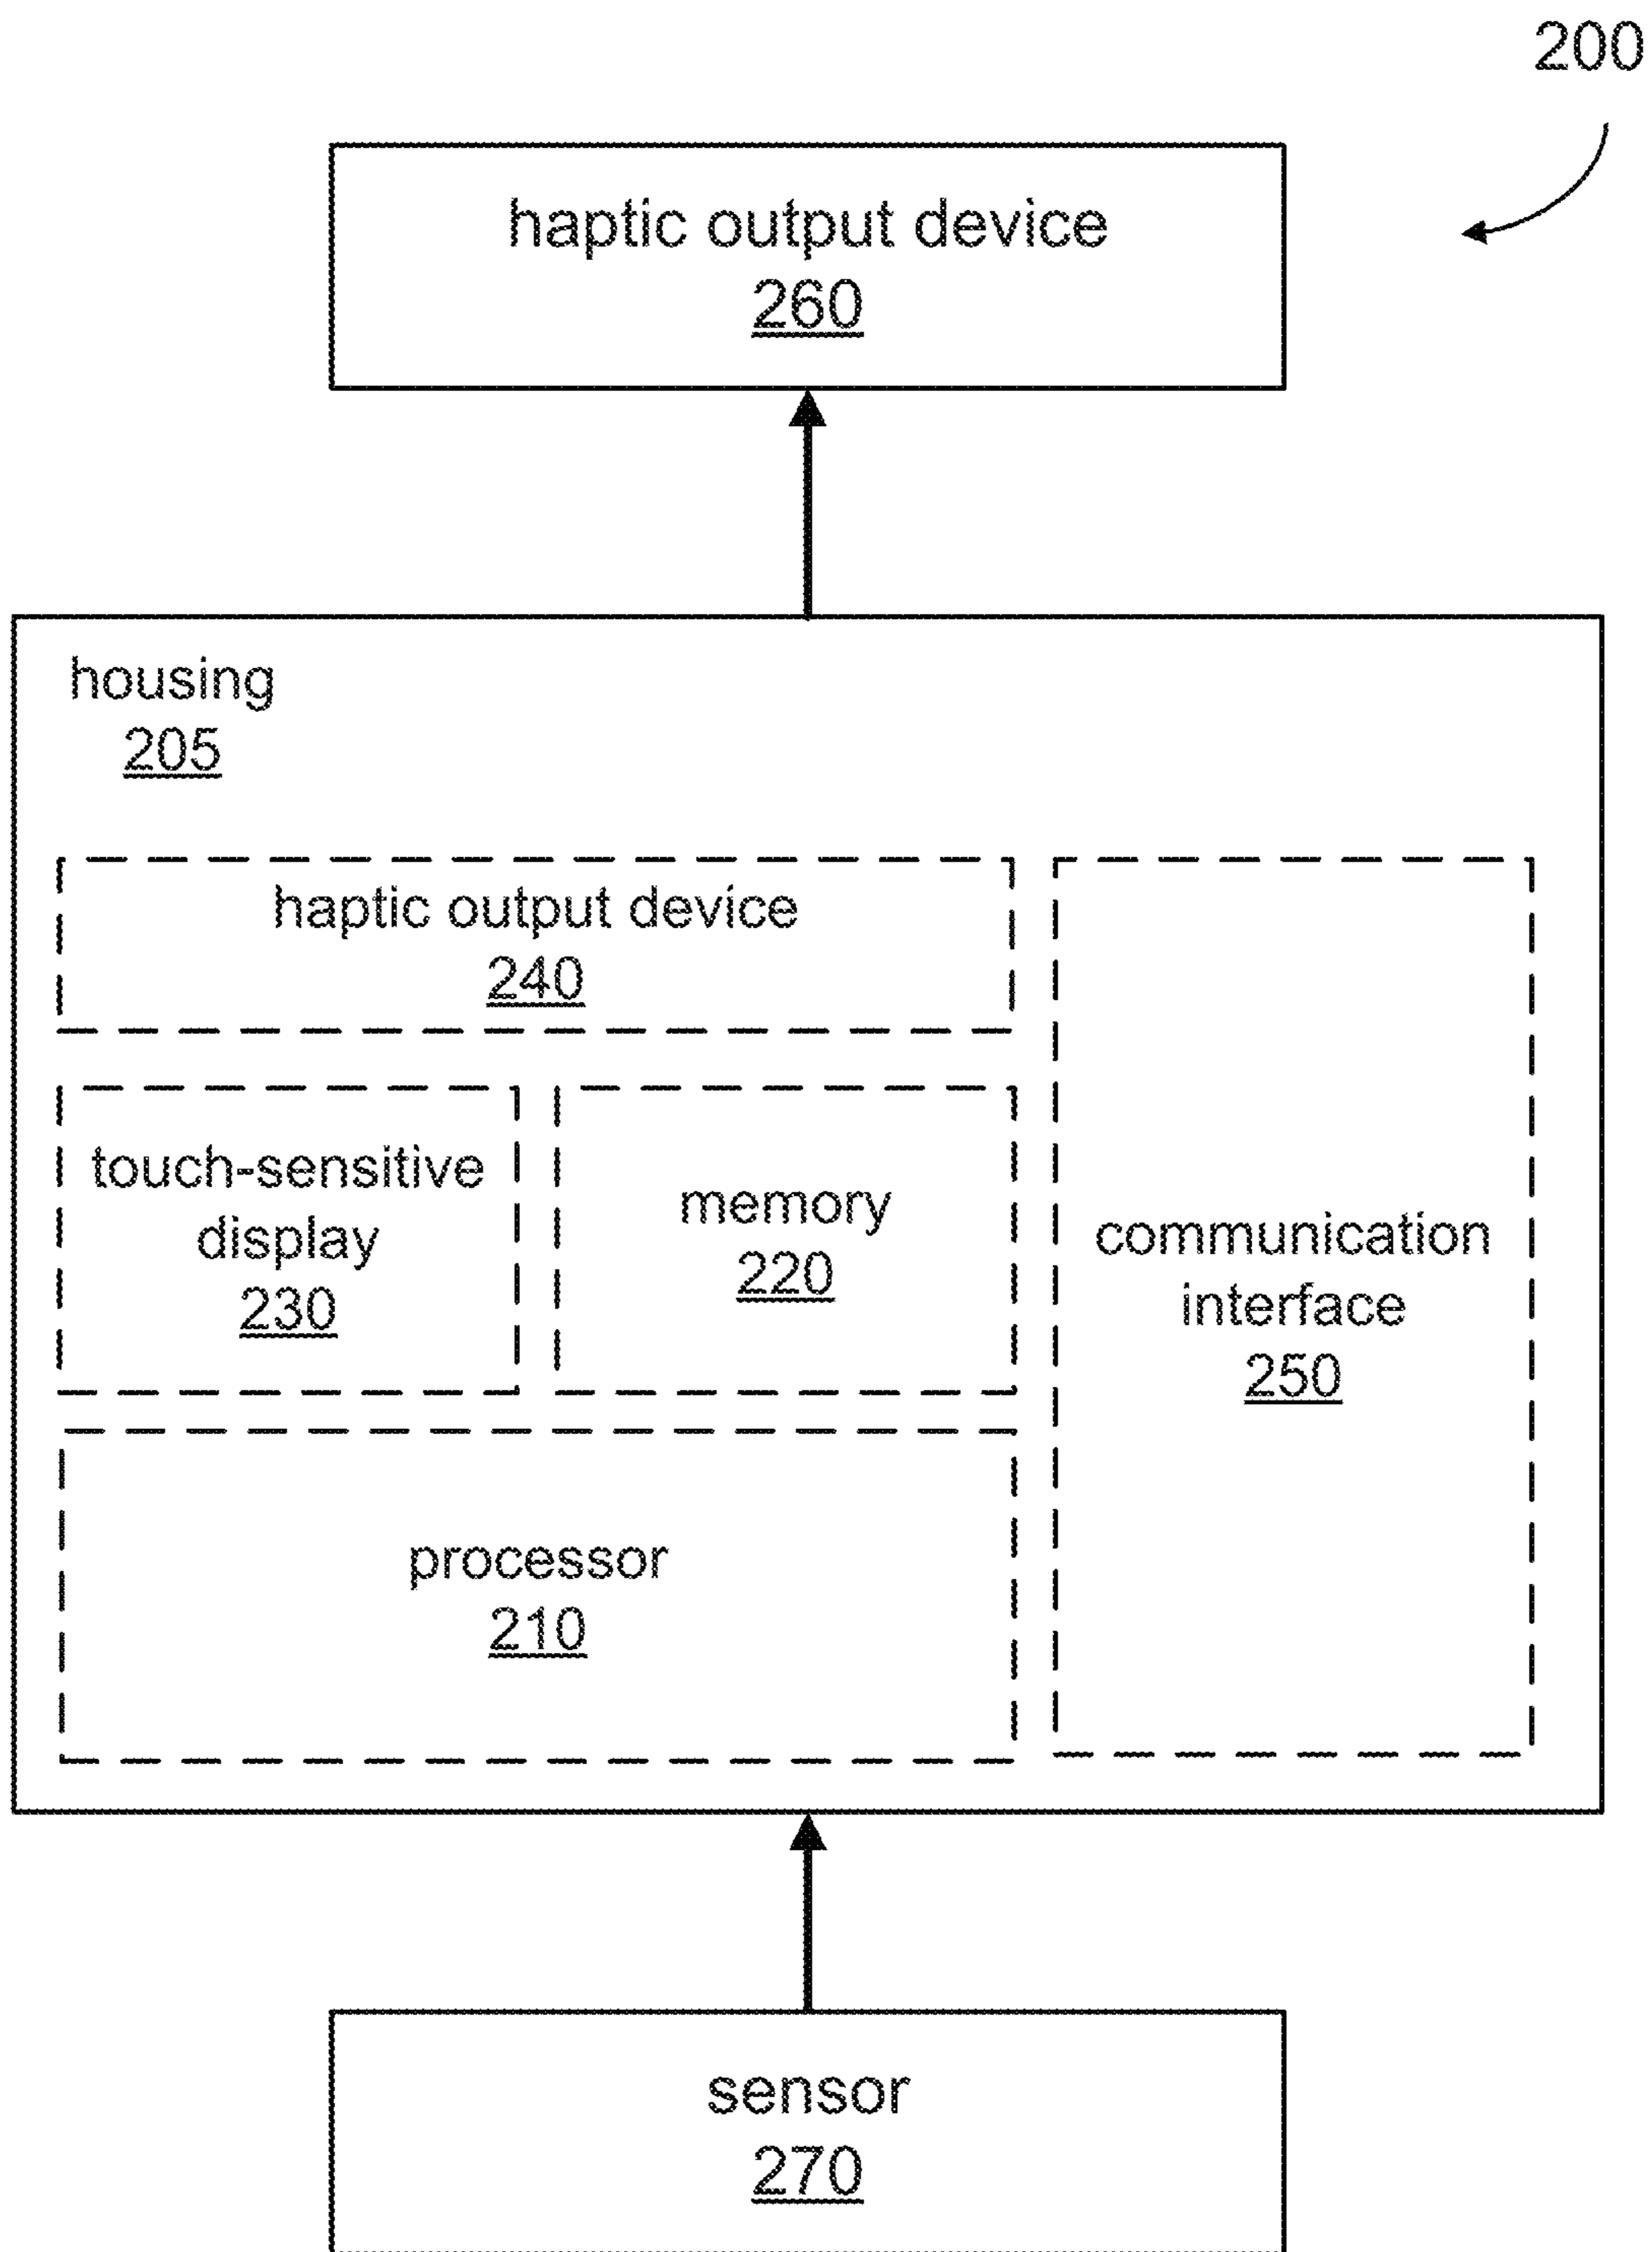 200
haptic output device
260
housing
205
haptic output device
240
touch-sensitive
display
230
memory
220
communication
interface
250
processor
210
sensor
270